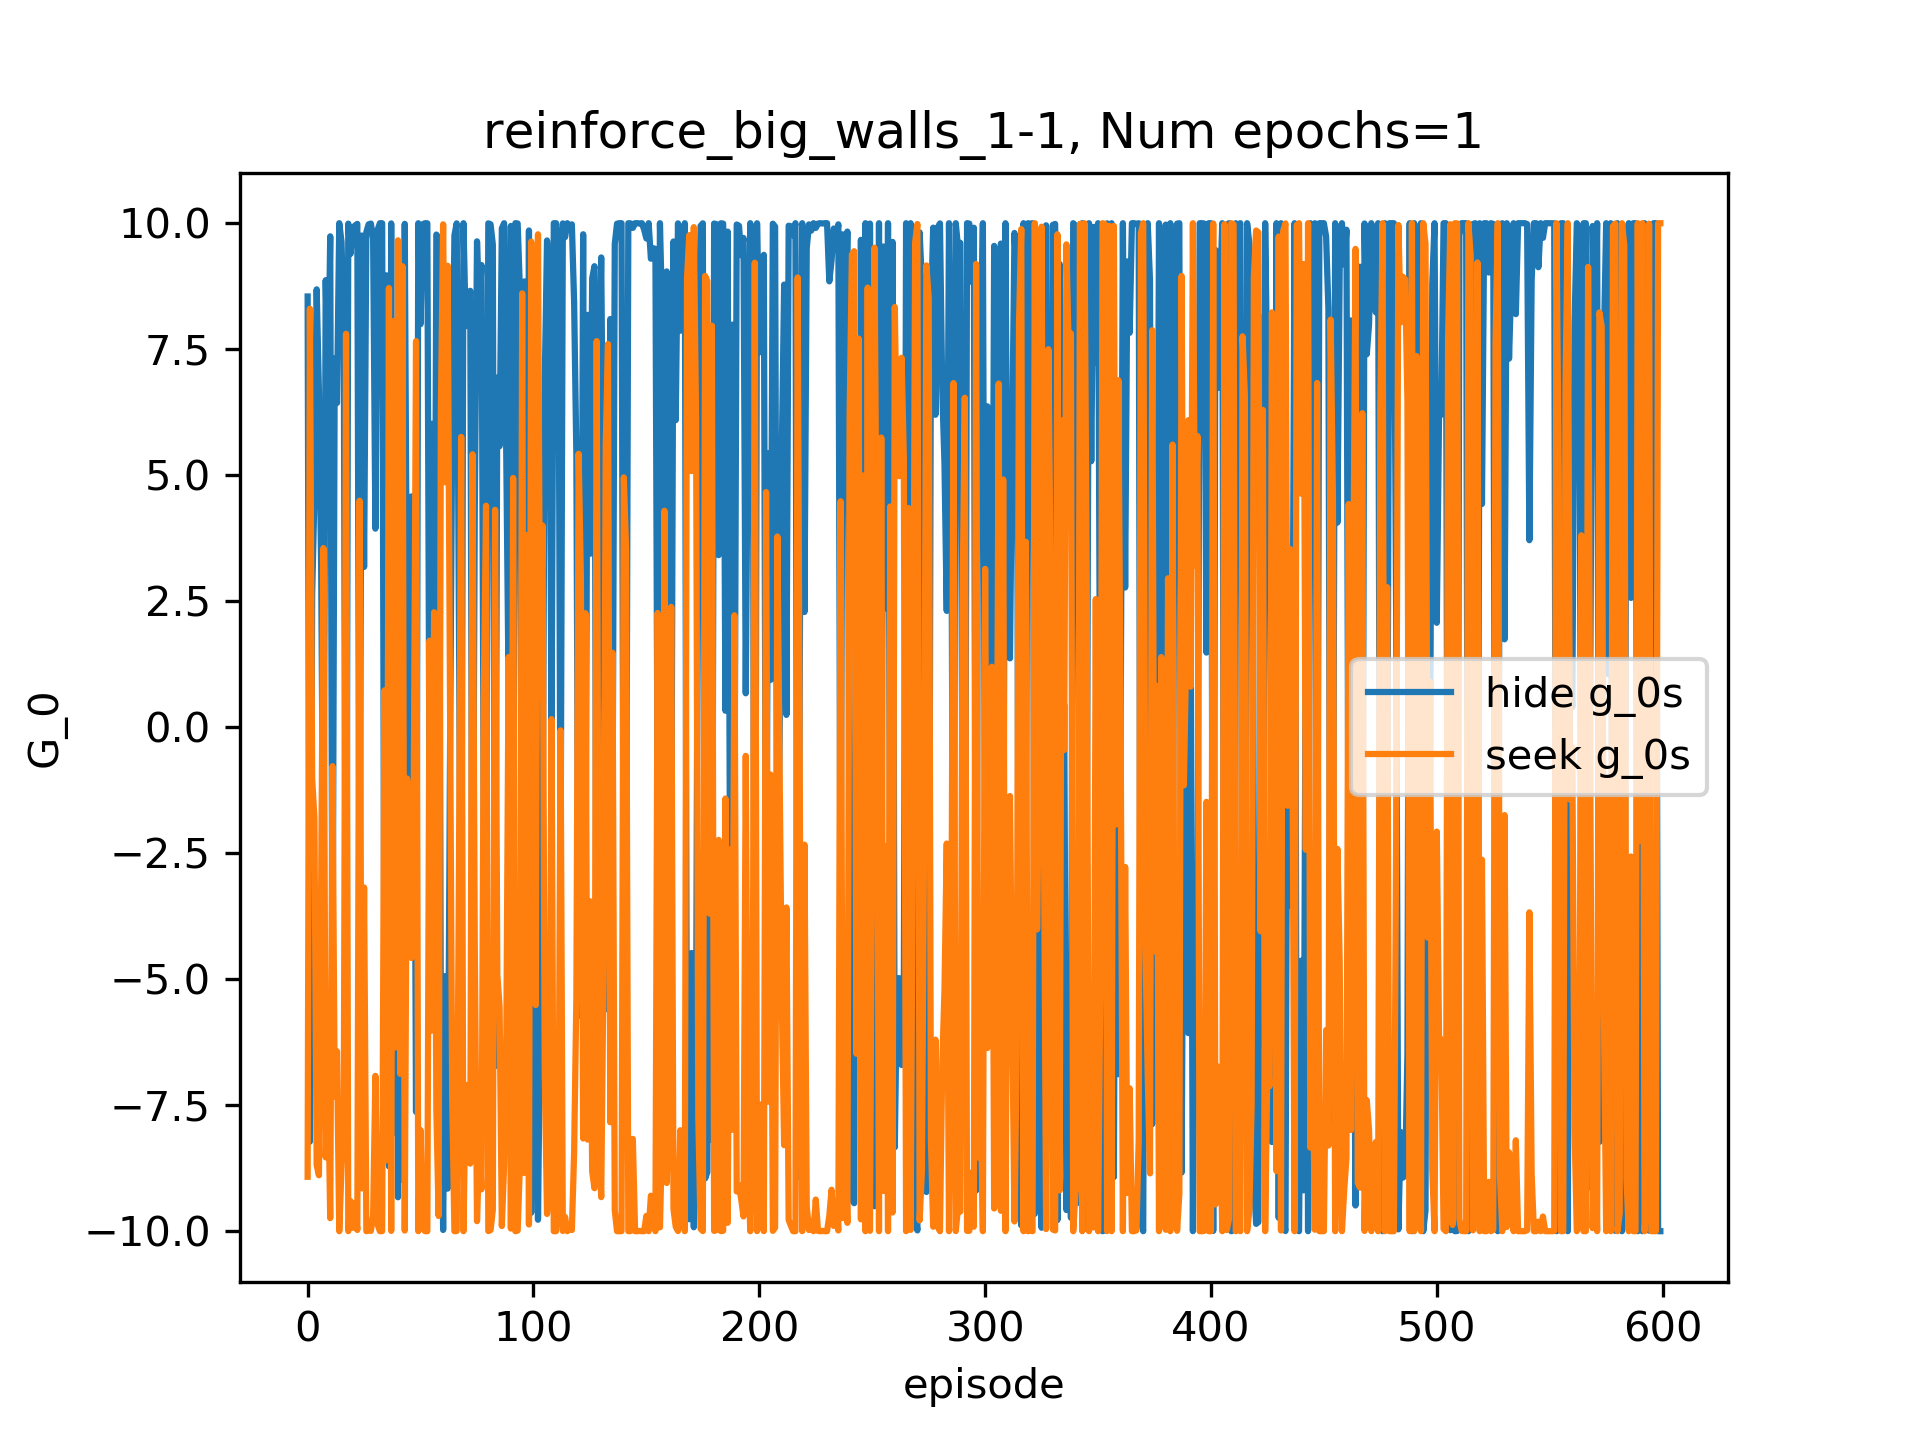 reinforce_big_walls_1-1, Num epochs=1
10.0
7.5
5.0
2.5
0.0
−2.5
−5.0
−7.5
−10.0
G_0
hide g_0s
seek g_0s
0 100 200 300 400 500 600
episode